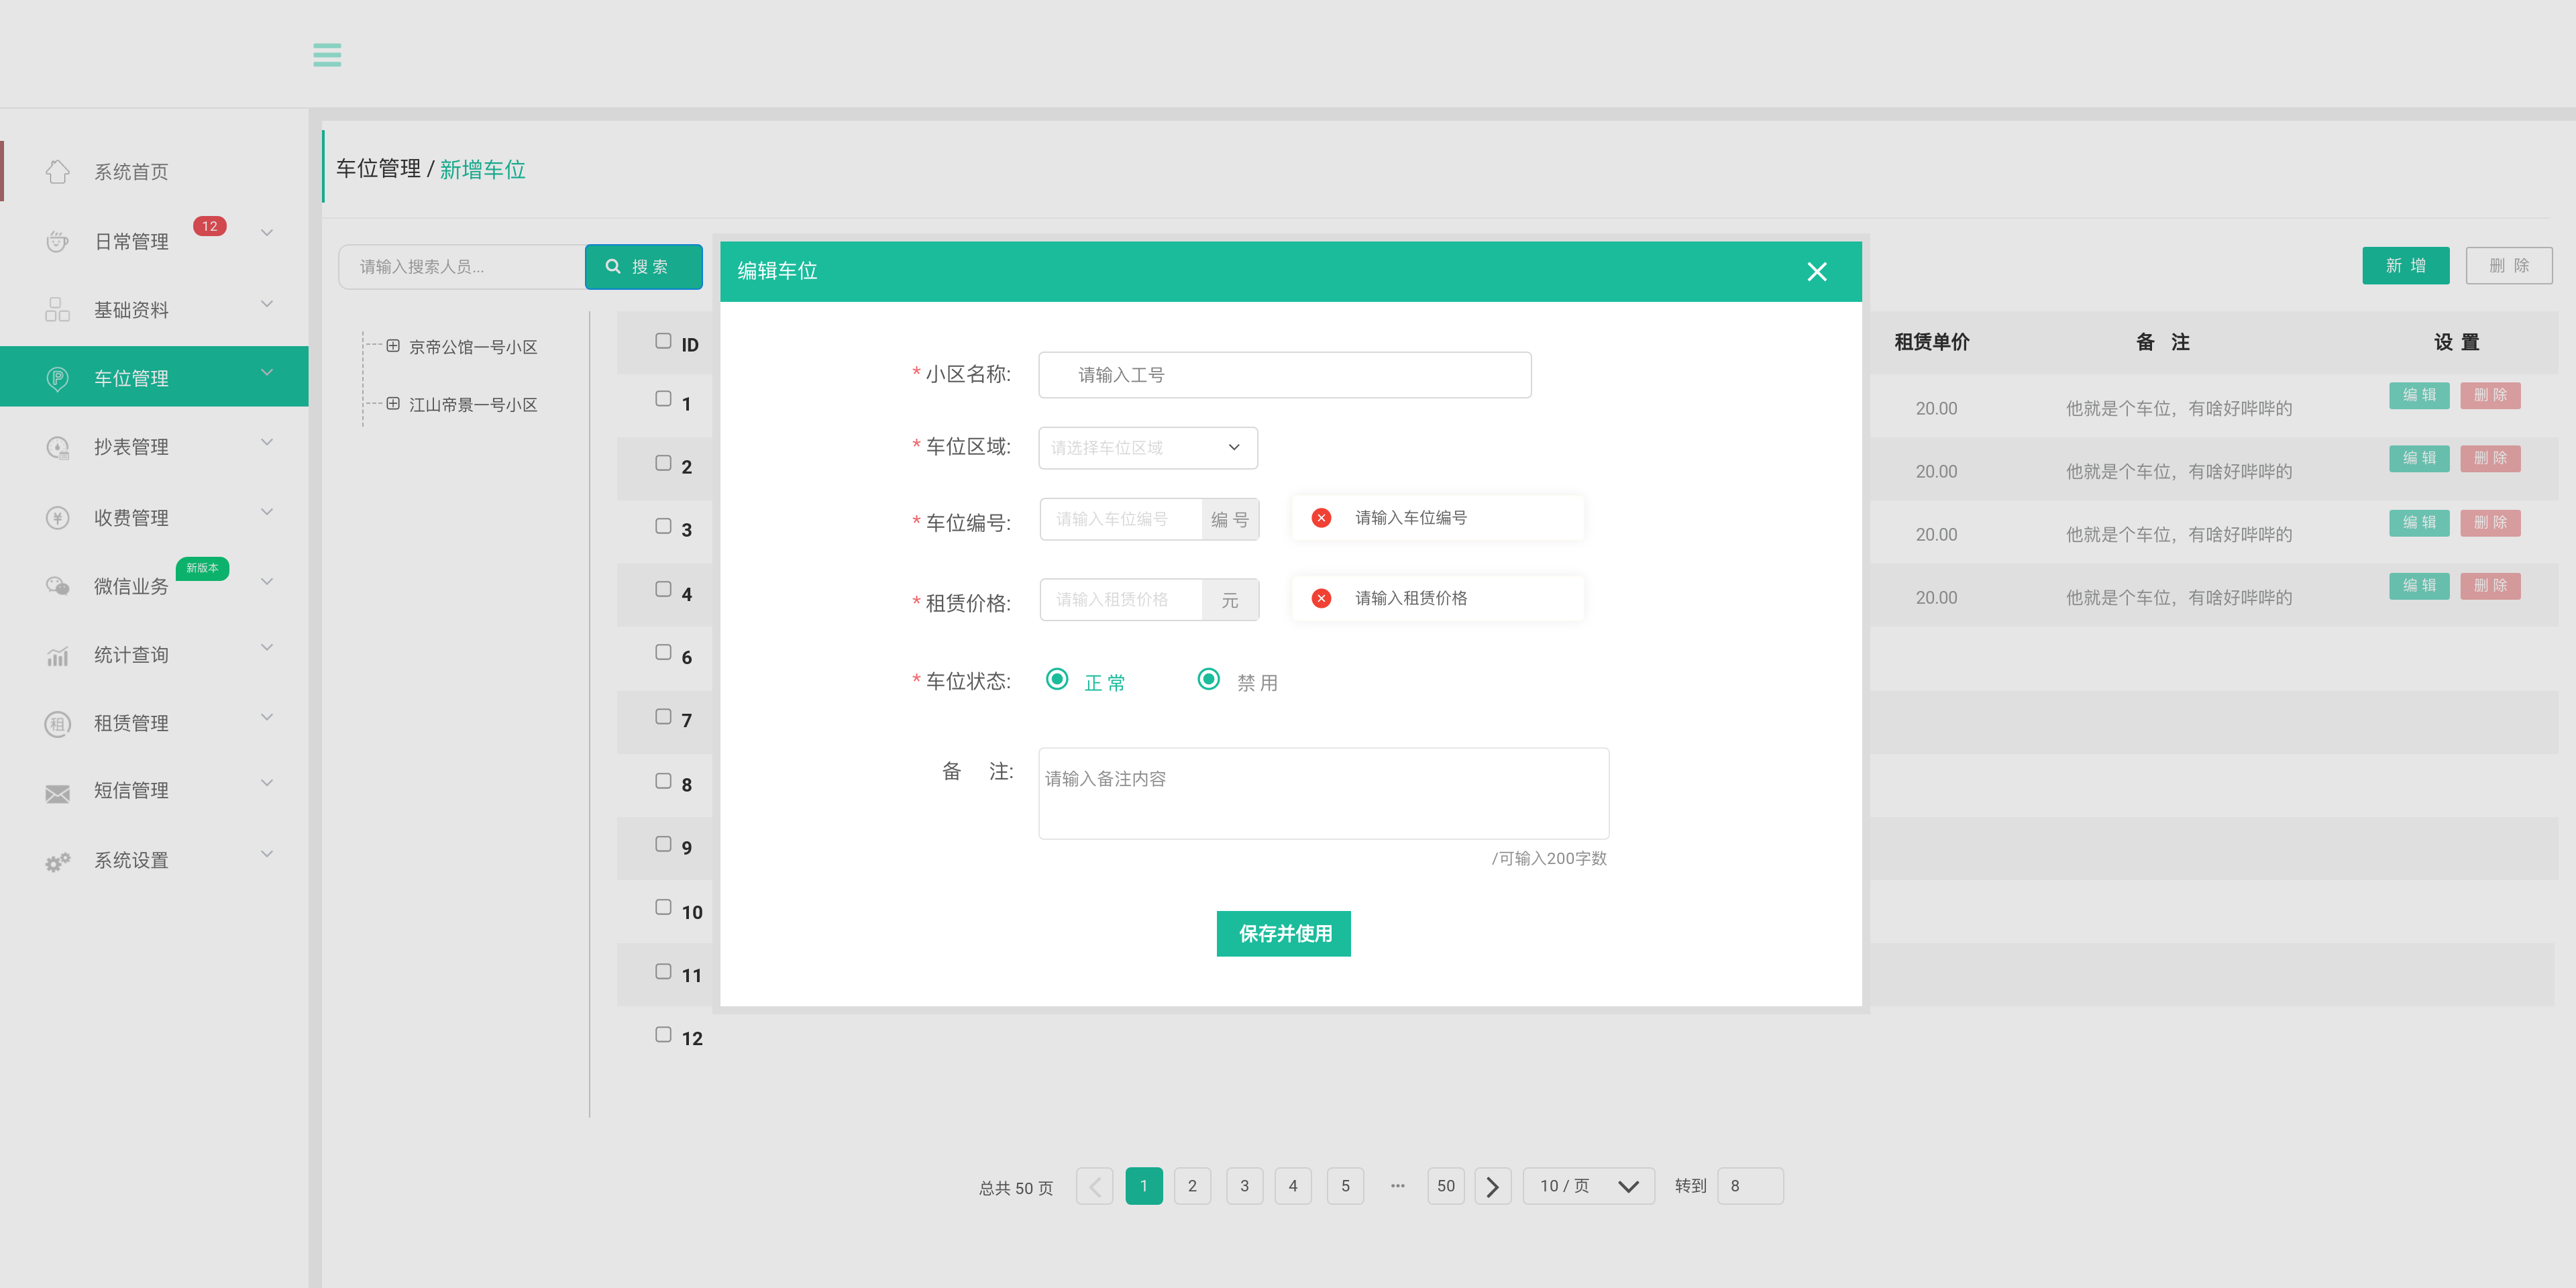 系统首页
日常管理
12
基础资料
车位管理
抄表管理
收费管理
微信业务
新版本
统计查询
租
租赁管理
短信管理
系统设置
车位管理 / 新增车位
请输入搜索人员...
搜 索
新 增
删 除
京帝公馆一号小区
江山帝景一号小区
ID
租赁单价
备 注
设 置
1
20.00
他就是个车位，有啥好哔哔的
编 辑
删 除
2
20.00
他就是个车位，有啥好哔哔的
编 辑
删 除
3
20.00
他就是个车位，有啥好哔哔的
编 辑
删 除
4
20.00
他就是个车位，有啥好哔哔的
编 辑
删 除
6
7
8
9
10
11
12
编辑车位
* 小区名称:
请输入工号
* 车位区域:
请选择车位区域
* 车位编号:
请输入车位编号
编 号
请输入车位编号
* 租赁价格:
请输入租赁价格
元
请输入租赁价格
* 车位状态:
正 常
禁 用
备 注:
请输入备注内容
/可输入200字数
保存并使用
总共 50 页
1
2
3
4
5
···
50
10 / 页
转到
8